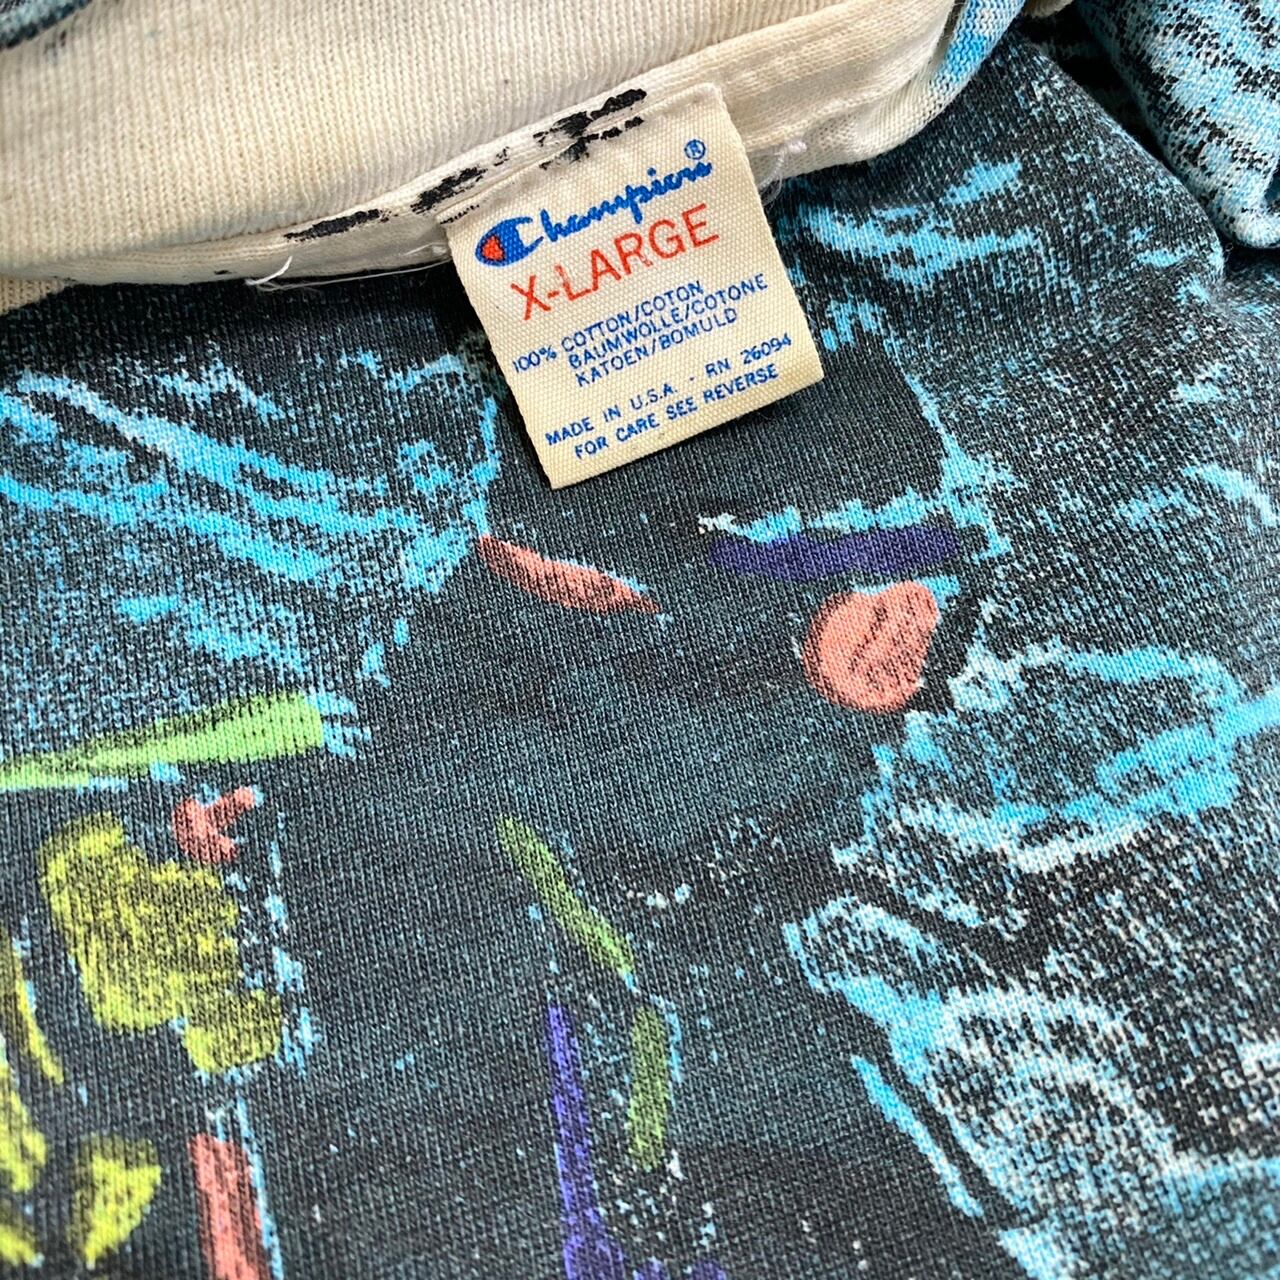 Champion®
X-LARGE
100% COTTON/COTON
BAUMWOLLE/COTONE
KATOEN/BOMULD
MADE IN U.S.A. - RN 26094
FOR CARE SEE REVERSE